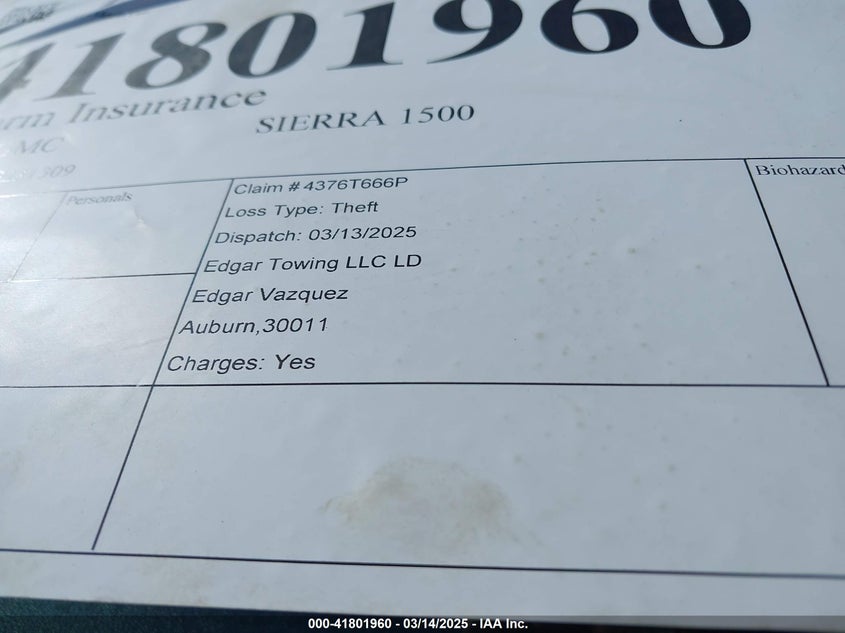 41801960
Insurance
SIERRA 1500
MC
Personals
Claim #4376T666P
Loss Type: Theft
Dispatch: 03/13/2025
Edgar Towing LLC LD
Edgar Vazquez
Auburn,30011
Charges: Yes
Biohazard
000-41801960 - 03/14/2025 - IAA Inc.